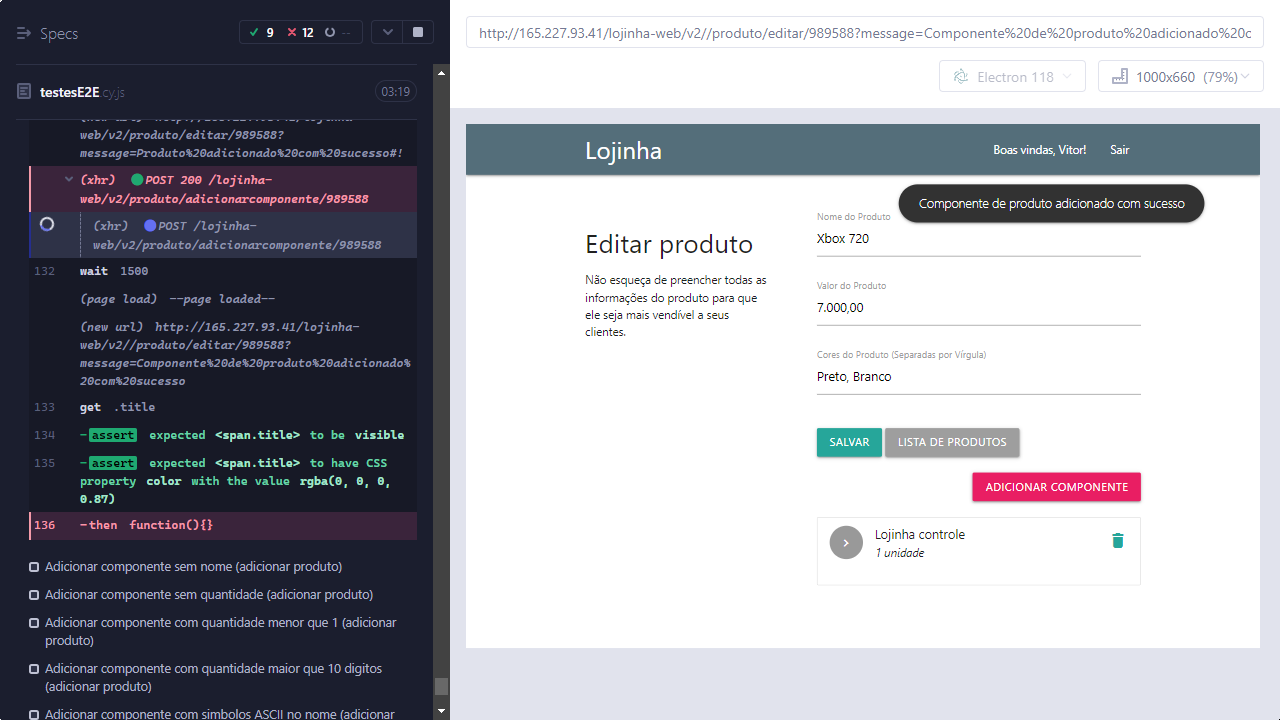 Specs
9
12
--
testesE2E.cy.js
03:19
(new url) http://165.227.93.41/lojinha-
web/v2/produto/editar/989588?
message=Produto%20adicionado%20com%20sucesso#!
(xhr) POST 200 /lojinha-
web/v2/produto/adicionarcomponente/989588
(xhr) POST /lojinha-
web/v2/produto/adicionarcomponente/989588
132 wait 1500
(page load) --page loaded--
(new url) http://165.227.93.41/lojinha-
web/v2//produto/editar/989588?
message=Componente%20de%20produto%20adicionado%
20com%20sucesso
133 get .title
134 -assert expected <span.title> to be visible
135 -assert expected <span.title> to have CSS
property color with the value rgba(0, 0, 0,
0.87)
136 -then function(){}
Adicionar componente sem nome (adicionar produto)
Adicionar componente sem quantidade (adicionar produto)
Adicionar componente com quantidade menor que 1 (adicionar
produto)
Adicionar componente com quantidade maior que 10 digitos
(adicionar produto)
Adicionar componente com simbolos ASCII no nome (adicionar
http://165.227.93.41/lojinha-web/v2//produto/editar/989588?message=Componente%20de%20produto%20adicionado%20c
Electron 118
1000x660 (79%)
Lojinha
Boas vindas, Vitor!
Sair
Componente de produto adicionado com sucesso
Editar produto
Não esqueça de preencher todas as
informações do produto para que
ele seja mais vendível a seus
clientes.
Nome do Produto
Xbox 720
Valor do Produto
7.000,00
Cores do Produto (Separadas por Vírgula)
Preto, Branco
SALVAR
LISTA DE PRODUTOS
ADICIONAR COMPONENTE
Lojinha controle
1 unidade